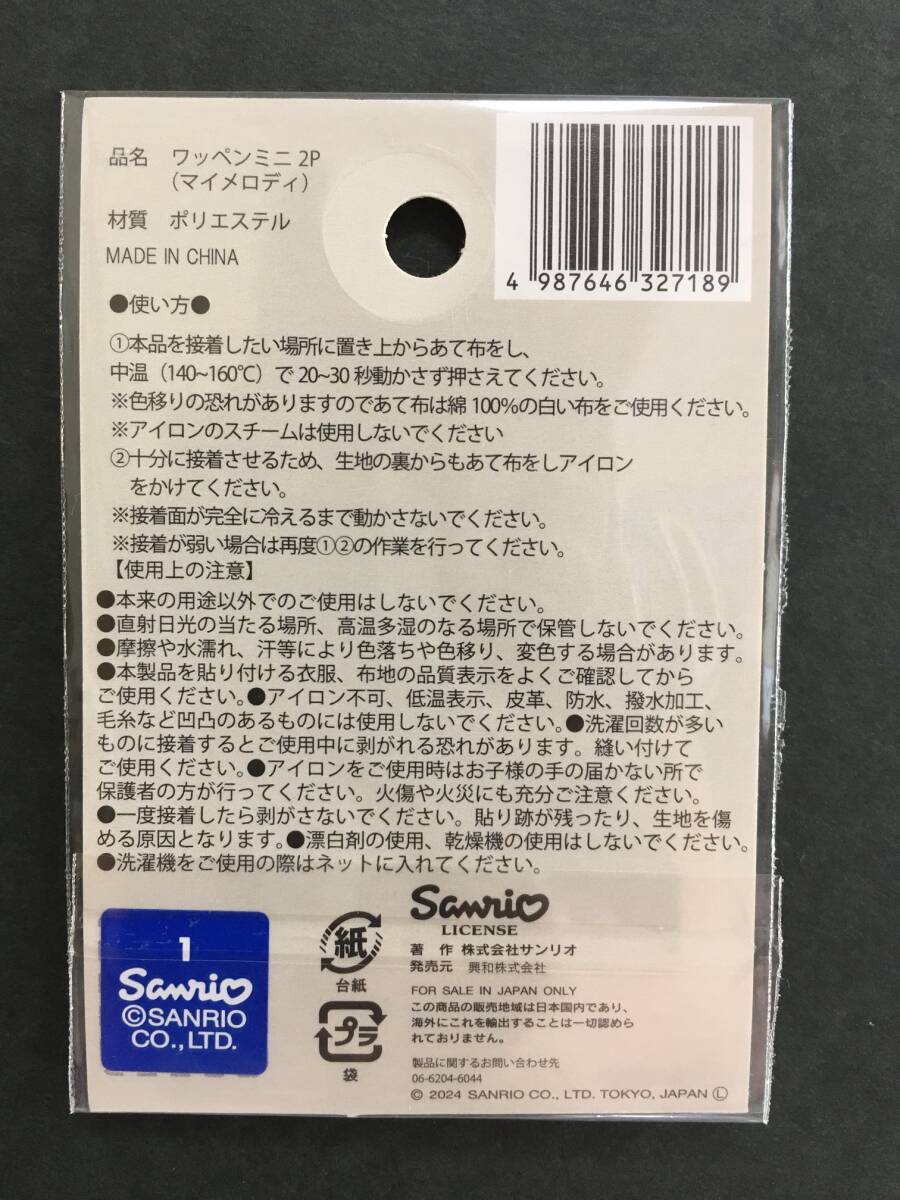 品名 ワッペンミニ 2P
（マイメロディ）
材質 ポリエステル
MADE IN CHINA
4 987646 327189
●使い方●
①本品を接着したい場所に置き上からあて布をし、
中温（140~160℃）で 20~30 秒動かさず押さえてください。
※色移りの恐れがありますのであて布は綿 100%の白い布をご使用ください。
※アイロンのスチームは使用しないでください
②十分に接着させるため、生地の裏からもあて布をしアイロン
をかけてください。
※接着面が完全に冷えるまで動かさないでください。
※接着が弱い場合は再度①②の作業を行ってください。
【使用上の注意】
●本来の用途以外でのご使用はしないでください。
●直射日光の当たる場所、高温多湿のなる場所で保管しないでください。
●摩擦や水濡れ、汗等により色落ちや色移り、変色する場合があります。
●本製品を貼り付ける衣服、布地の品質表示をよくご確認してから
ご使用ください。●アイロン不可、低温表示、皮革、防水、撥水加工、
毛糸など凹凸のあるものには使用しないでください。●洗濯回数が多い
ものに接着するとご使用中に剥がれる恐れがあります。縫い付けて
ご使用ください。●アイロンをご使用時はお子様の手の届かない所で
保護者の方が行ってください。火傷や火災にも充分ご注意ください。
●一度接着したら剥がさないでください。貼り跡が残ったり、生地を傷
める原因となります。●漂白剤の使用、乾燥機の使用はしないでください。
●洗濯機をご使用の際はネットに入れてください。
1
Sanrio
©SANRIO
CO.,LTD.
紙
台紙
プラ
袋
Sanrio
LICENSE
著 作 株式会社サンリオ
発売元 興和株式会社
FOR SALE IN JAPAN ONLY
この商品の販売地域は日本国内であり、
海外にこれを輸出することは一切認めら
れておりません。
製品に関するお問い合わせ先
06-6204-6044
© 2024 SANRIO CO., LTD. TOKYO, JAPAN Ⓛ